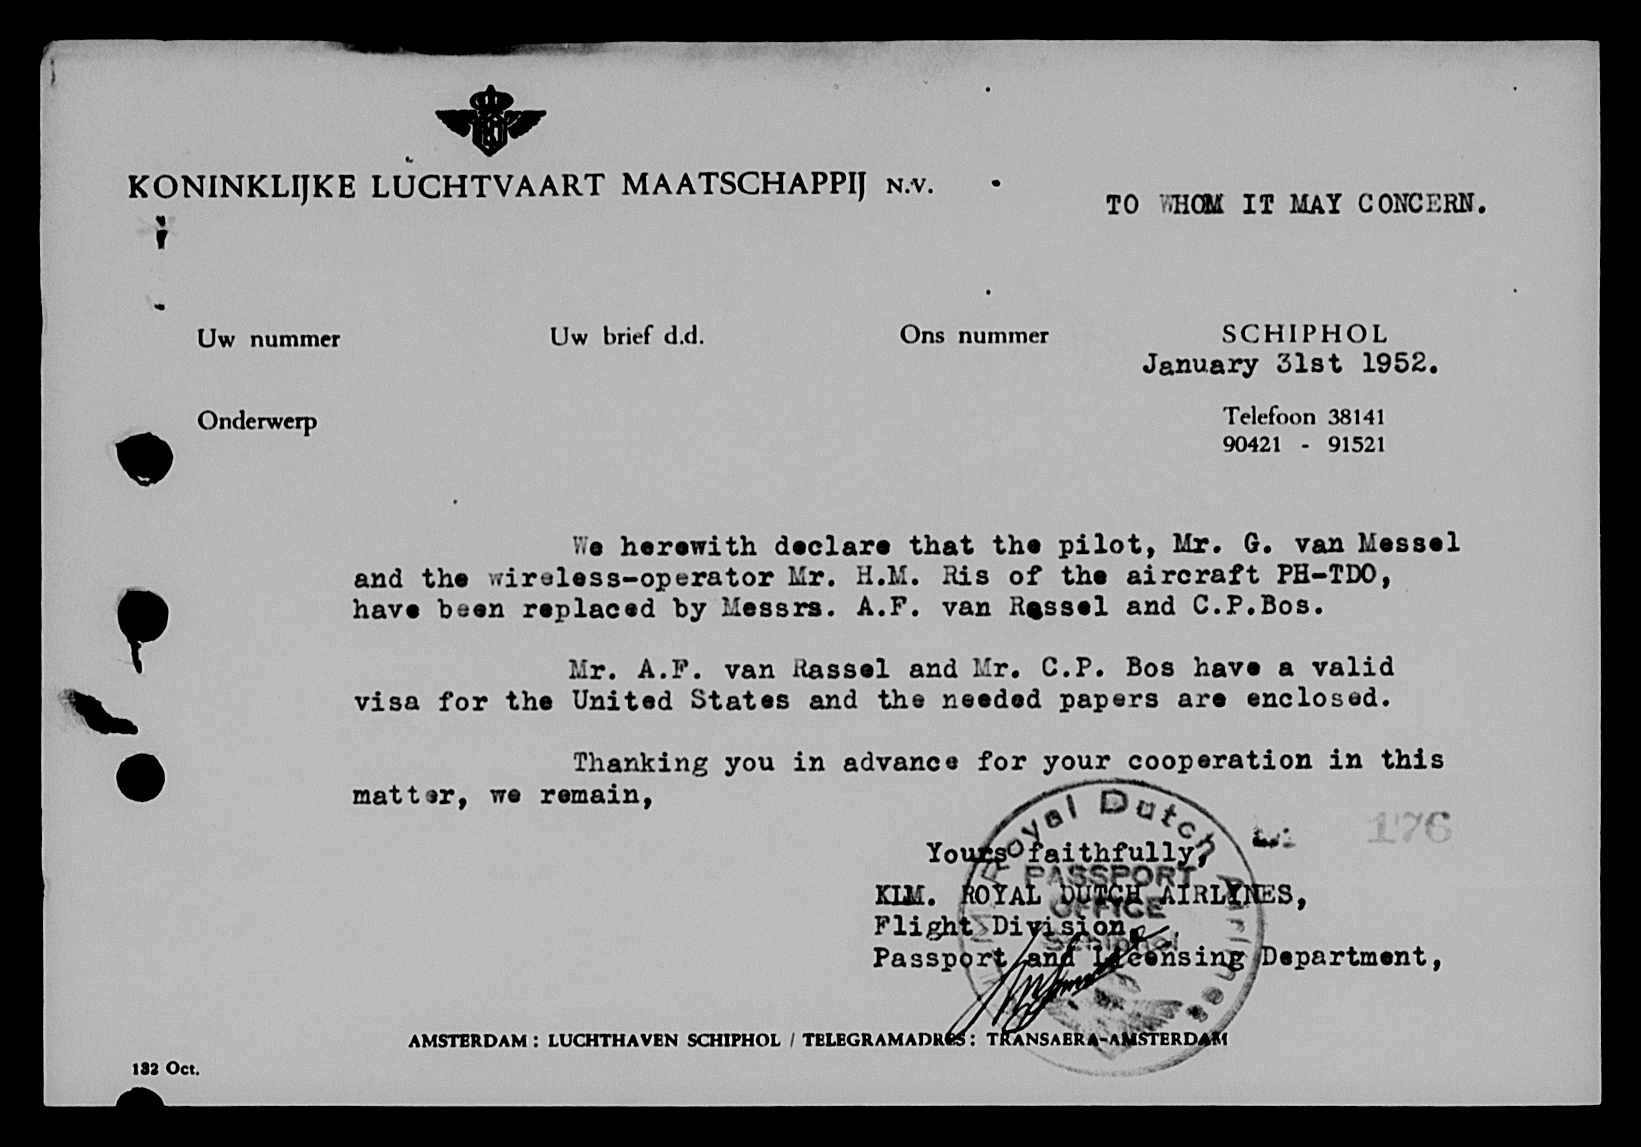 KONINKLIJKE LUCHTVAART MAATSCHAPPIJ N.V.
TO WHOM IT MAY CONCERN.
Uw nummer
Uw brief d.d.
Ons nummer
SCHIPHOL
January 31st 1952.
Onderwerp
Telefoon 38141
90421 - 91521
We herewith declare that the pilot, Mr. G. van Messel
and the wireless-operator Mr. H.M. Ris of the aircraft PH-TDO,
have been replaced by Messrs. A.F. van Rassel and C.P.Bos.
Mr. A.F. van Rassel and Mr. C.P. Bos have a valid
visa for the United States and the needed papers are enclosed.
Thanking you in advance for your cooperation in this
matter, we remain,
176
Yours faithfully,
KLM. ROYAL DUTCH AIRLINES,
Flight Division,
Passport and Licensing Department,
Royal Dutch Airlines
PASSPORT
OFFICE
Schiphol
AMSTERDAM : LUCHTHAVEN SCHIPHOL / TELEGRAMADRES : TRANSAERA-AMSTERDAM
132 Oct.